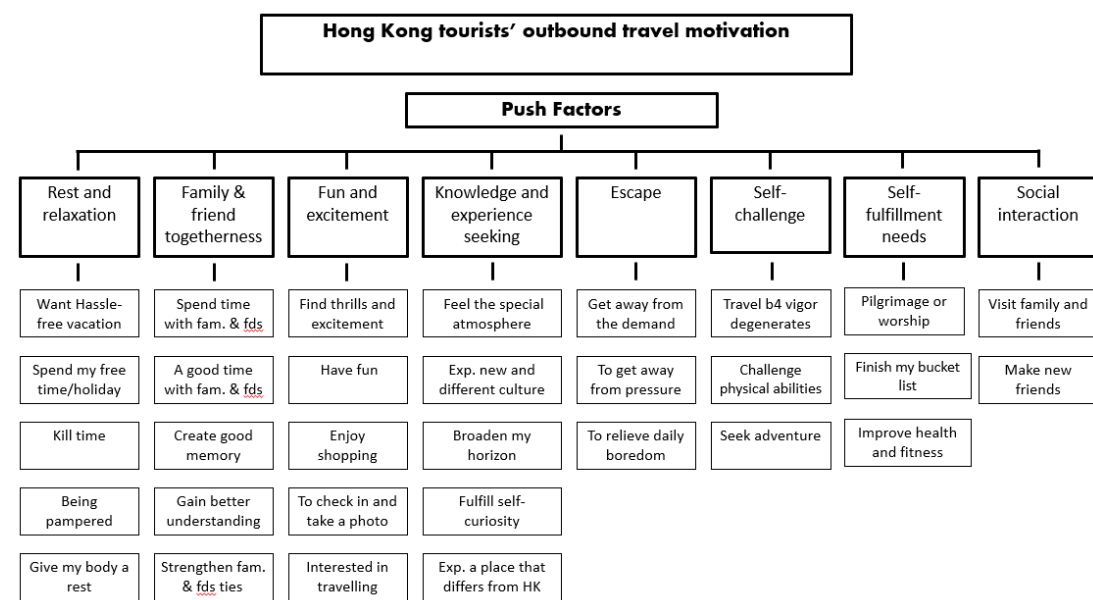 Hong Kong tourists’ outbound travel motivation
Push Factors
Rest and
relaxation
Family &
friend
togetherness
Fun and
excitement
Knowledge and
experience
seeking
Escape
Self-
challenge
Self-
fulfillment
needs
Social
interaction
Want Hassle-
free vacation
Spend time
with fam. & fds
Find thrills and
excitement
Feel the special
atmosphere
Get away from
the demand
Travel b4 vigor
degenerates
Pilgrimage or
worship
Visit family and
friends
Spend my free
time/holiday
A good time
with fam. & fds
Have fun
Exp. new and
different culture
To get away
from pressure
Challenge
physical abilities
Finish my bucket
list
Make new
friends
Kill time
Create good
memory
Enjoy
shopping
Broaden my
horizon
To relieve daily
boredom
Seek adventure
Improve health
and fitness
Being
pampered
Gain better
understanding
To check in and
take a photo
Fulfill self-
curiosity
Give my body a
rest
Strengthen fam.
& fds ties
Interested in
travelling
Exp. a place that
differs from HK